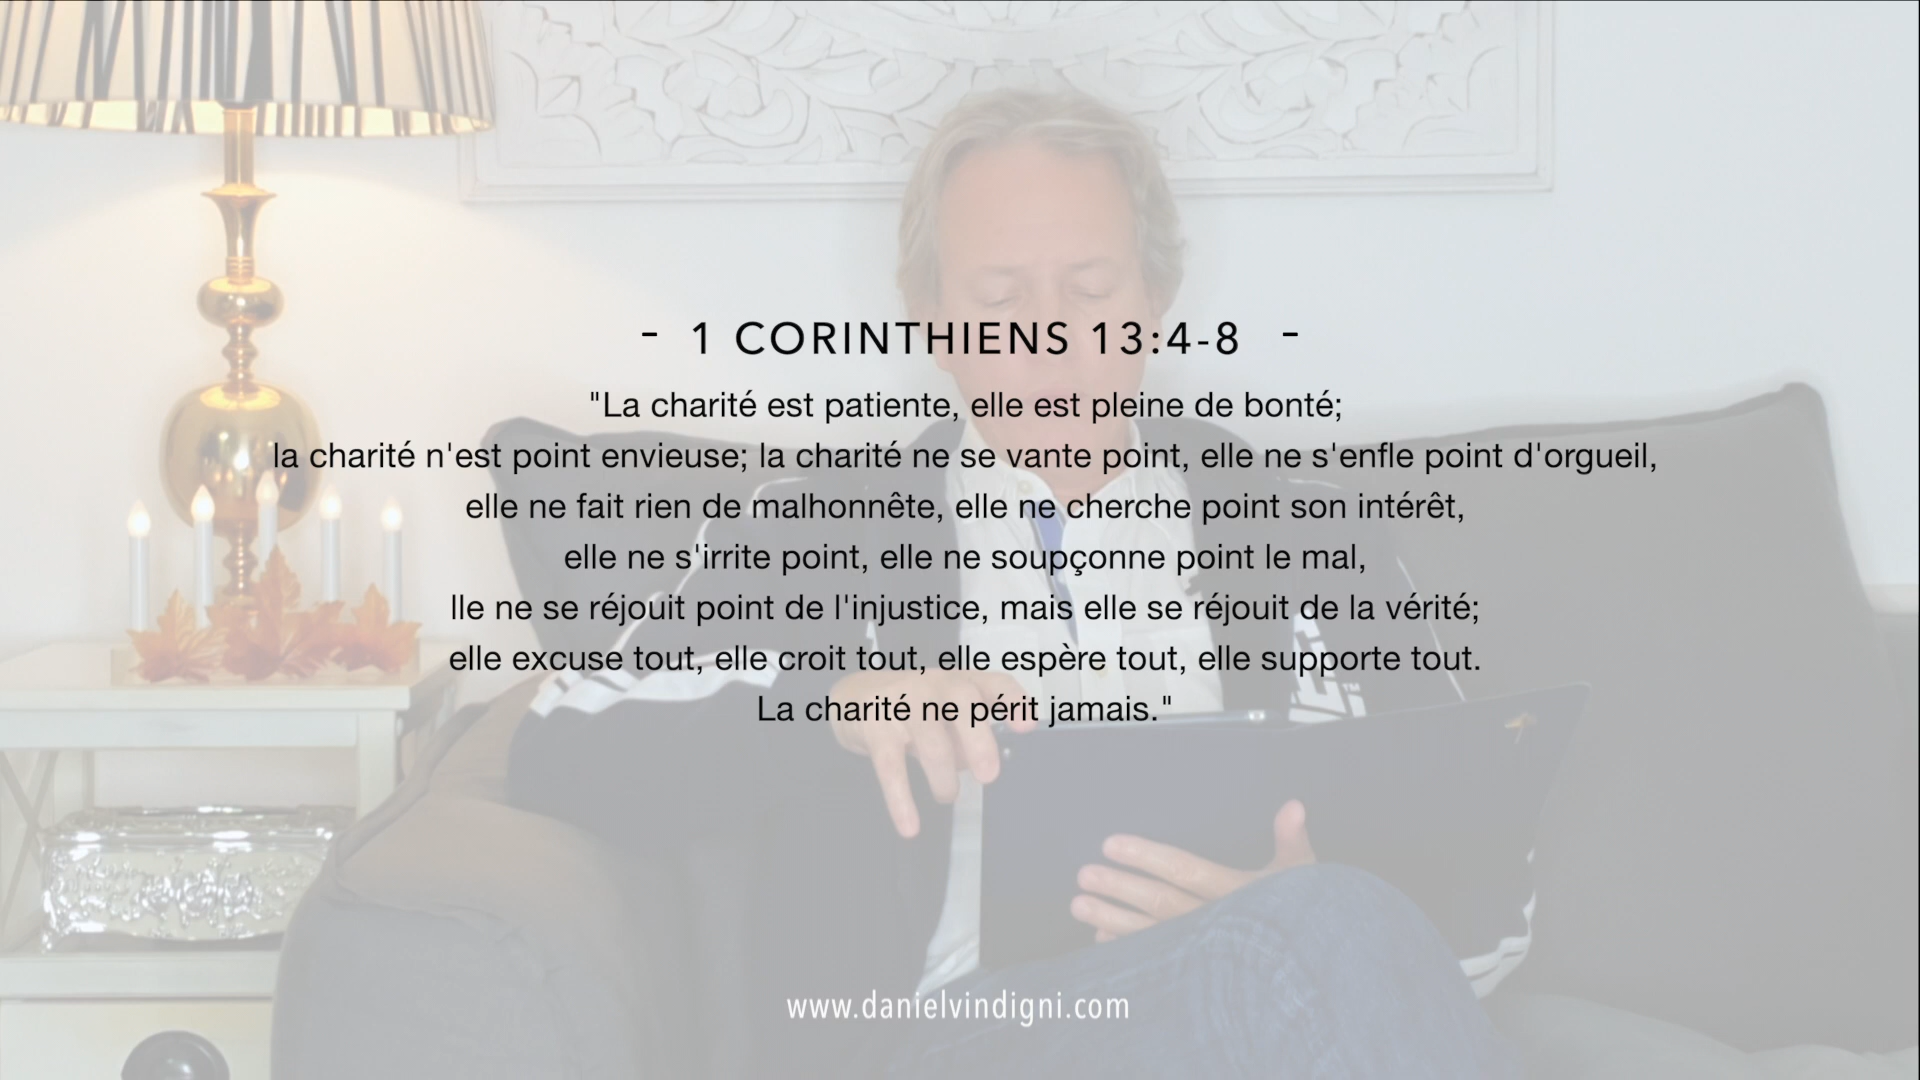 - 1 CORINTHIENS 13:4-8 -
"La charité est patiente, elle est pleine de bonté;
la charité n'est point envieuse; la charité ne se vante point, elle ne s'enfle point d'orgueil,
elle ne fait rien de malhonnête, elle ne cherche point son intérêt,
elle ne s'irrite point, elle ne soupçonne point le mal,
lle ne se réjouit point de l'injustice, mais elle se réjouit de la vérité;
elle excuse tout, elle croit tout, elle espère tout, elle supporte tout.
La charité ne périt jamais."
www.danielvindigni.com